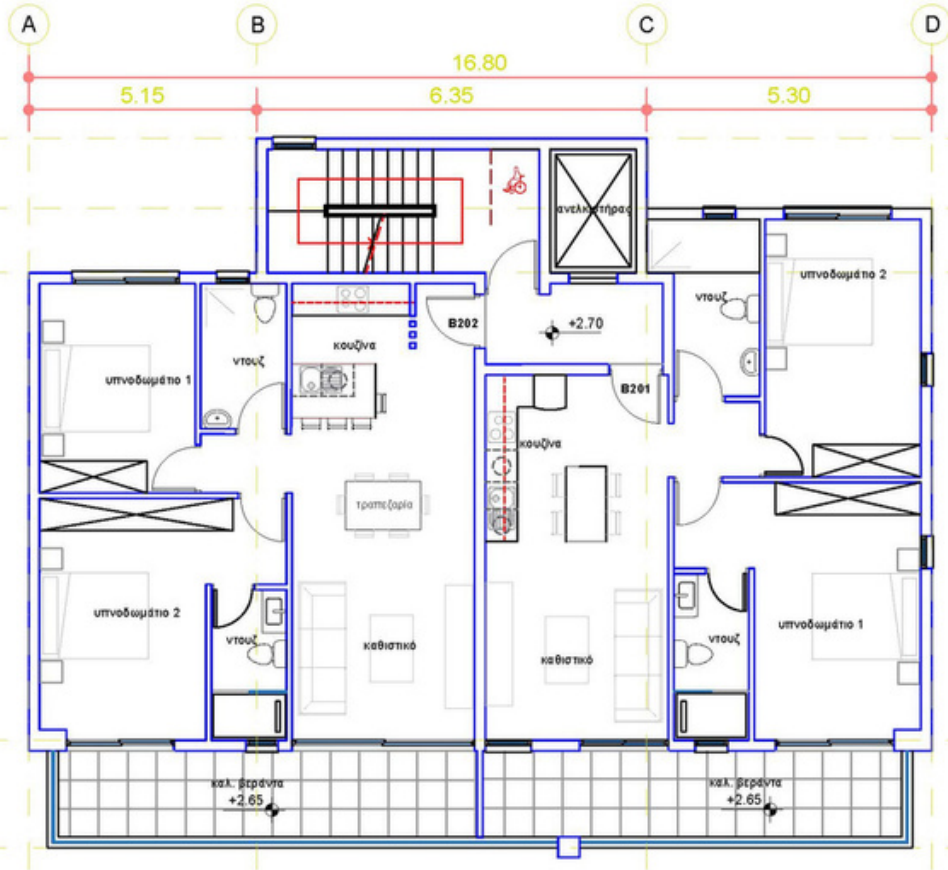 A B C D
16.80
5.15 6.35 5.30
ανελκυστήρας
υπνοδωμάτιο 2
ντουζ
+2.70
B202
κουζίνα
ντουζ
υπνοδωμάτιο 1
B201
κουζίνα
τραπεζαρία
υπνοδωμάτιο 2
ντουζ
καθιστικό
καθιστικό
ντουζ
υπνοδωμάτιο 1
καλ. βεράντα
+2.65
καλ. βεράντα
+2.65